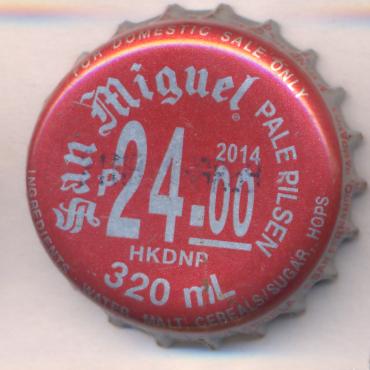 FOR DOMESTIC SALE ONLY
San Miguel®
PALE PILSEN
2014
24.00
HKDNP
320 mL
INGREDIENTS: WATER, MALT, CEREALS/SUGAR, HOPS